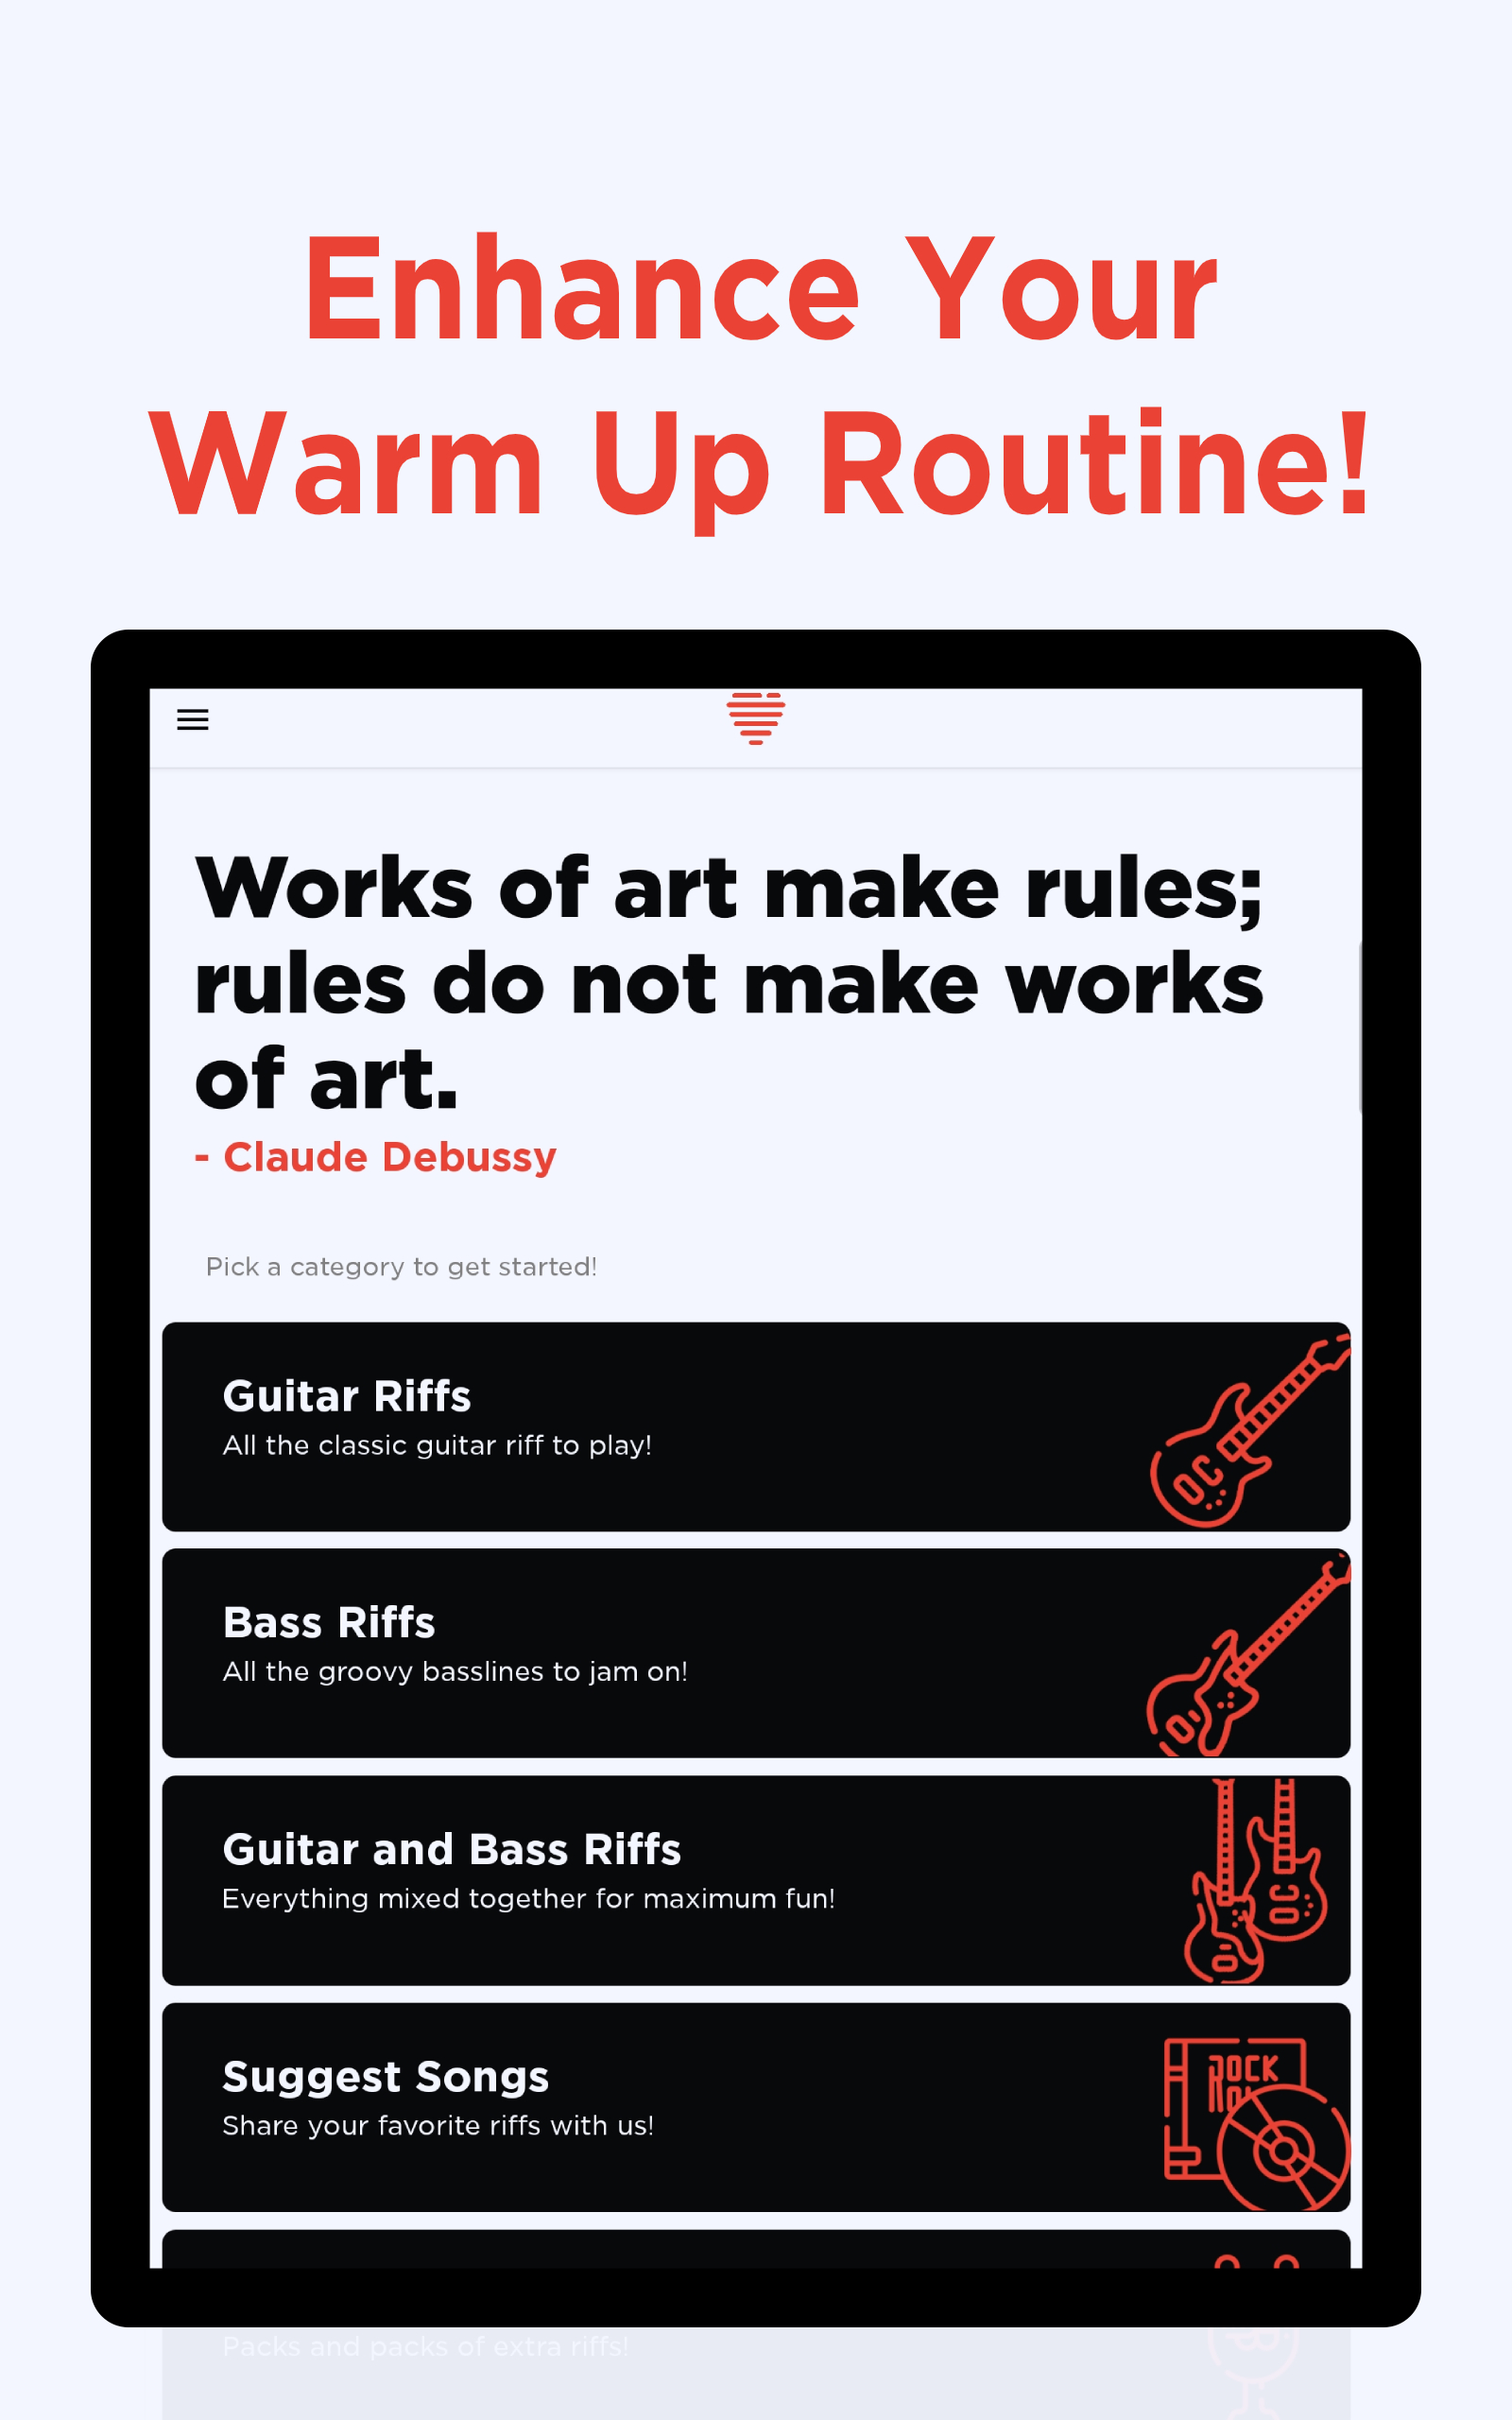 Enhance Your
Warm Up Routine!
Works of art make rules;
rules do not make works
of art.
- Claude Debussy
Pick a category to get started!
Guitar Riffs
All the classic guitar riff to play!
Bass Riffs
All the groovy basslines to jam on!
Guitar and Bass Riffs
Everything mixed together for maximum fun!
Suggest Songs
Share your favorite riffs with us!
ROCK
Packs and packs of extra riffs!